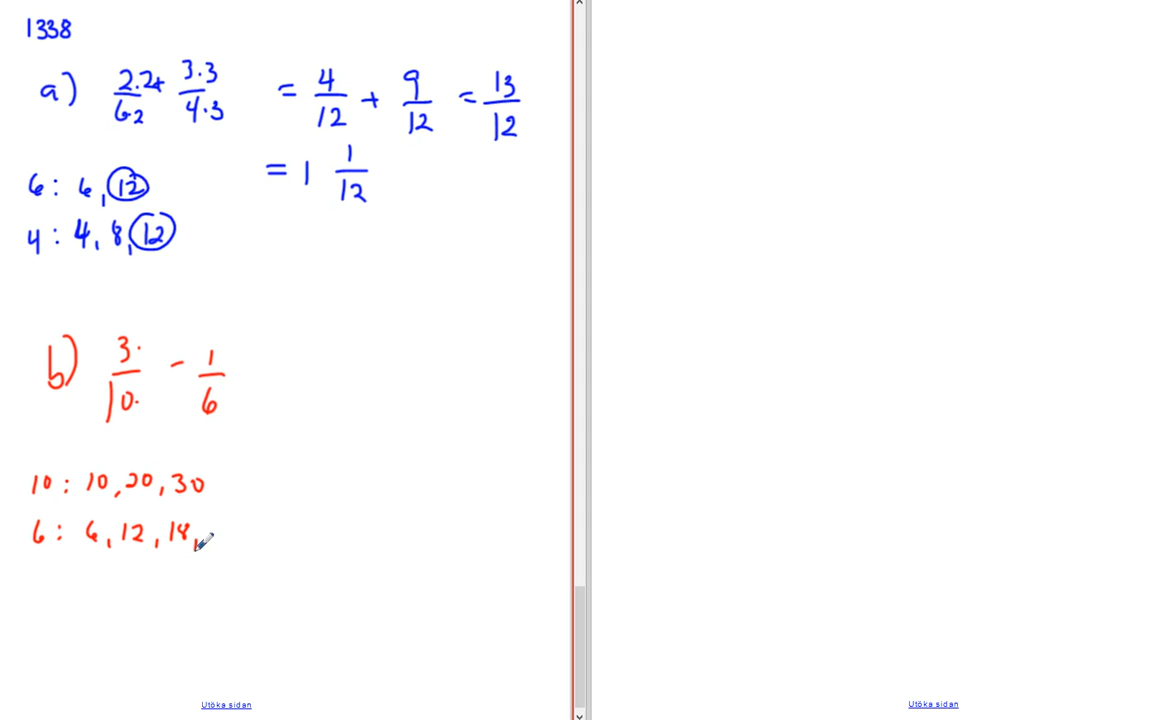 1338
a) 2·2/6·2 + 3·3/4·3 = 4/12 + 9/12 = 13/12
= 1 1/12
6: 6, 12
4: 4, 8, 12
b) 3·/10· - 1/6
10: 10, 20, 30
6: 6, 12, 18,
Utöka sidan
Utöka sidan